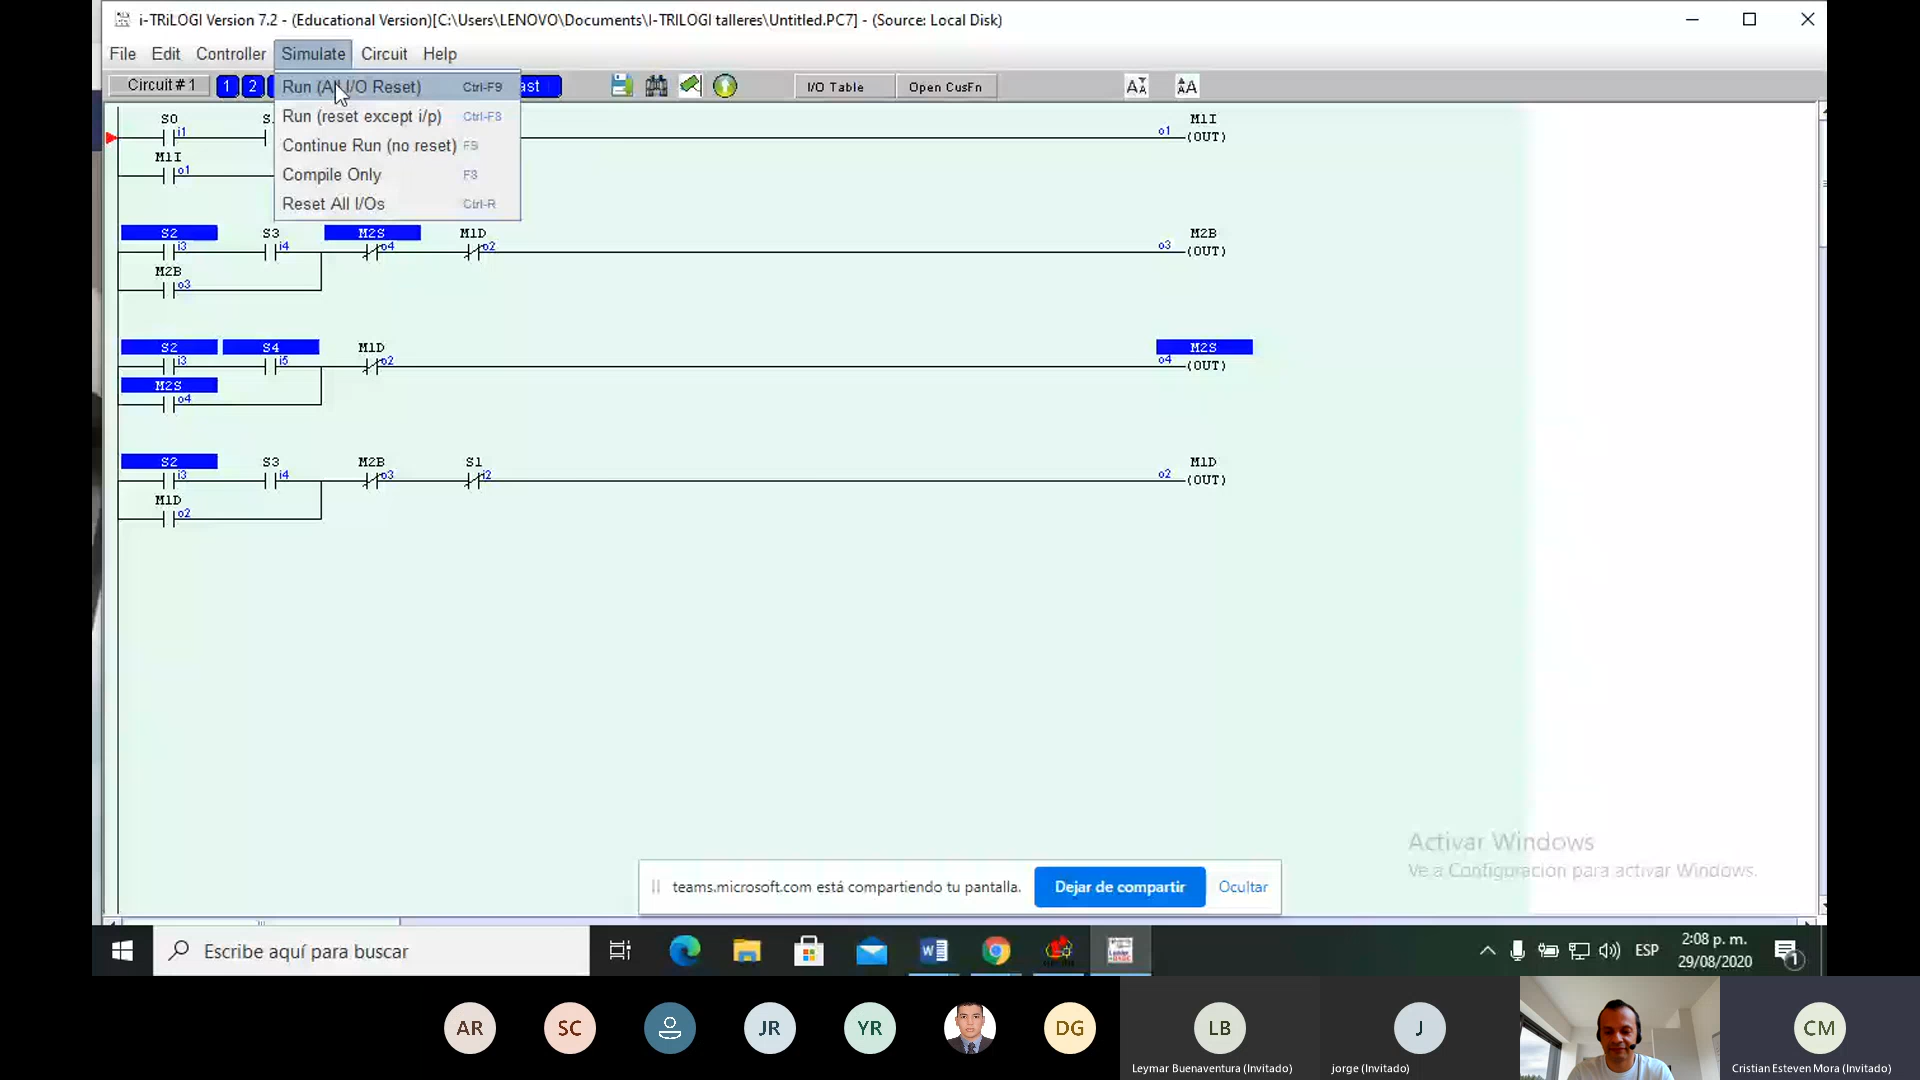 i-TRiLOGI Version 7.2 - (Educational Version)[C:\Users\LENOVO\Documents\I-TRILOGI talleres\Untitled.PC7] - (Source: Local Disk)
File Edit Controller Simulate Circuit Help
Circuit # 1 1 2 ast I/O Table Open CusFn
Run (All I/O Reset) Ctrl-F9
Run (reset except i/p) Ctrl-F8
Continue Run (no reset) F9
Compile Only F8
Reset All I/Os Ctrl-R
S0 S M1I
i1 o1 (OUT)
M1I
o1
S2 S3 M2S M1D M2B
i3 i4 o4 o2 o3 (OUT)
M2B
o3
S2 S4 M1D M2S
i3 i5 o2 o4 (OUT)
M2S
o4
S2 S3 M2B S1 M1D
i3 i4 o3 i2 o2 (OUT)
M1D
o2
Activar Windows
Ve a Configuración para activar Windows.
teams.microsoft.com está compartiendo tu pantalla. Dejar de compartir Ocultar
Escribe aquí para buscar
ESP
2:08 p. m.
29/08/2020
1
AR SC JR YR DG LB J CM
Leymar Buenaventura (Invitado) jorge (Invitado) Cristian Esteven Mora (Invitado)